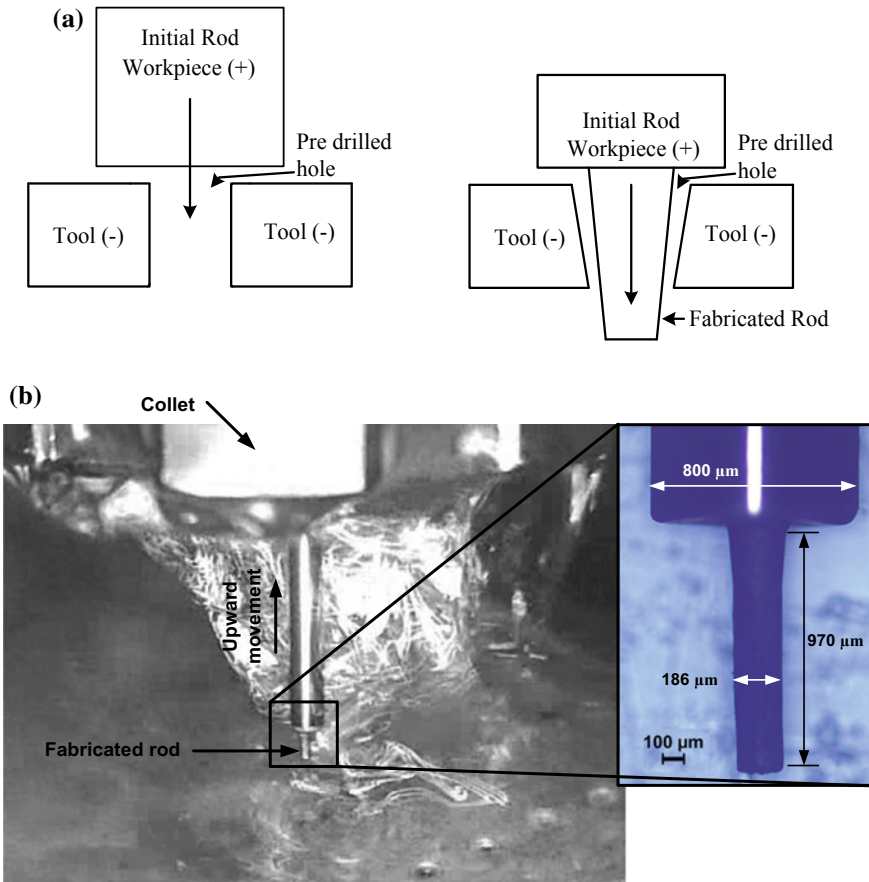 (a)
Initial Rod
Workpiece (+)
Pre drilled
hole
Tool (-)
Tool (-)
Initial Rod
Workpiece (+)
Pre drilled
hole
Tool (-)
Tool (-)
Fabricated Rod
(b)
Collet
Upward
movement
Fabricated rod
800 µm
970 µm
186 µm
100 µm